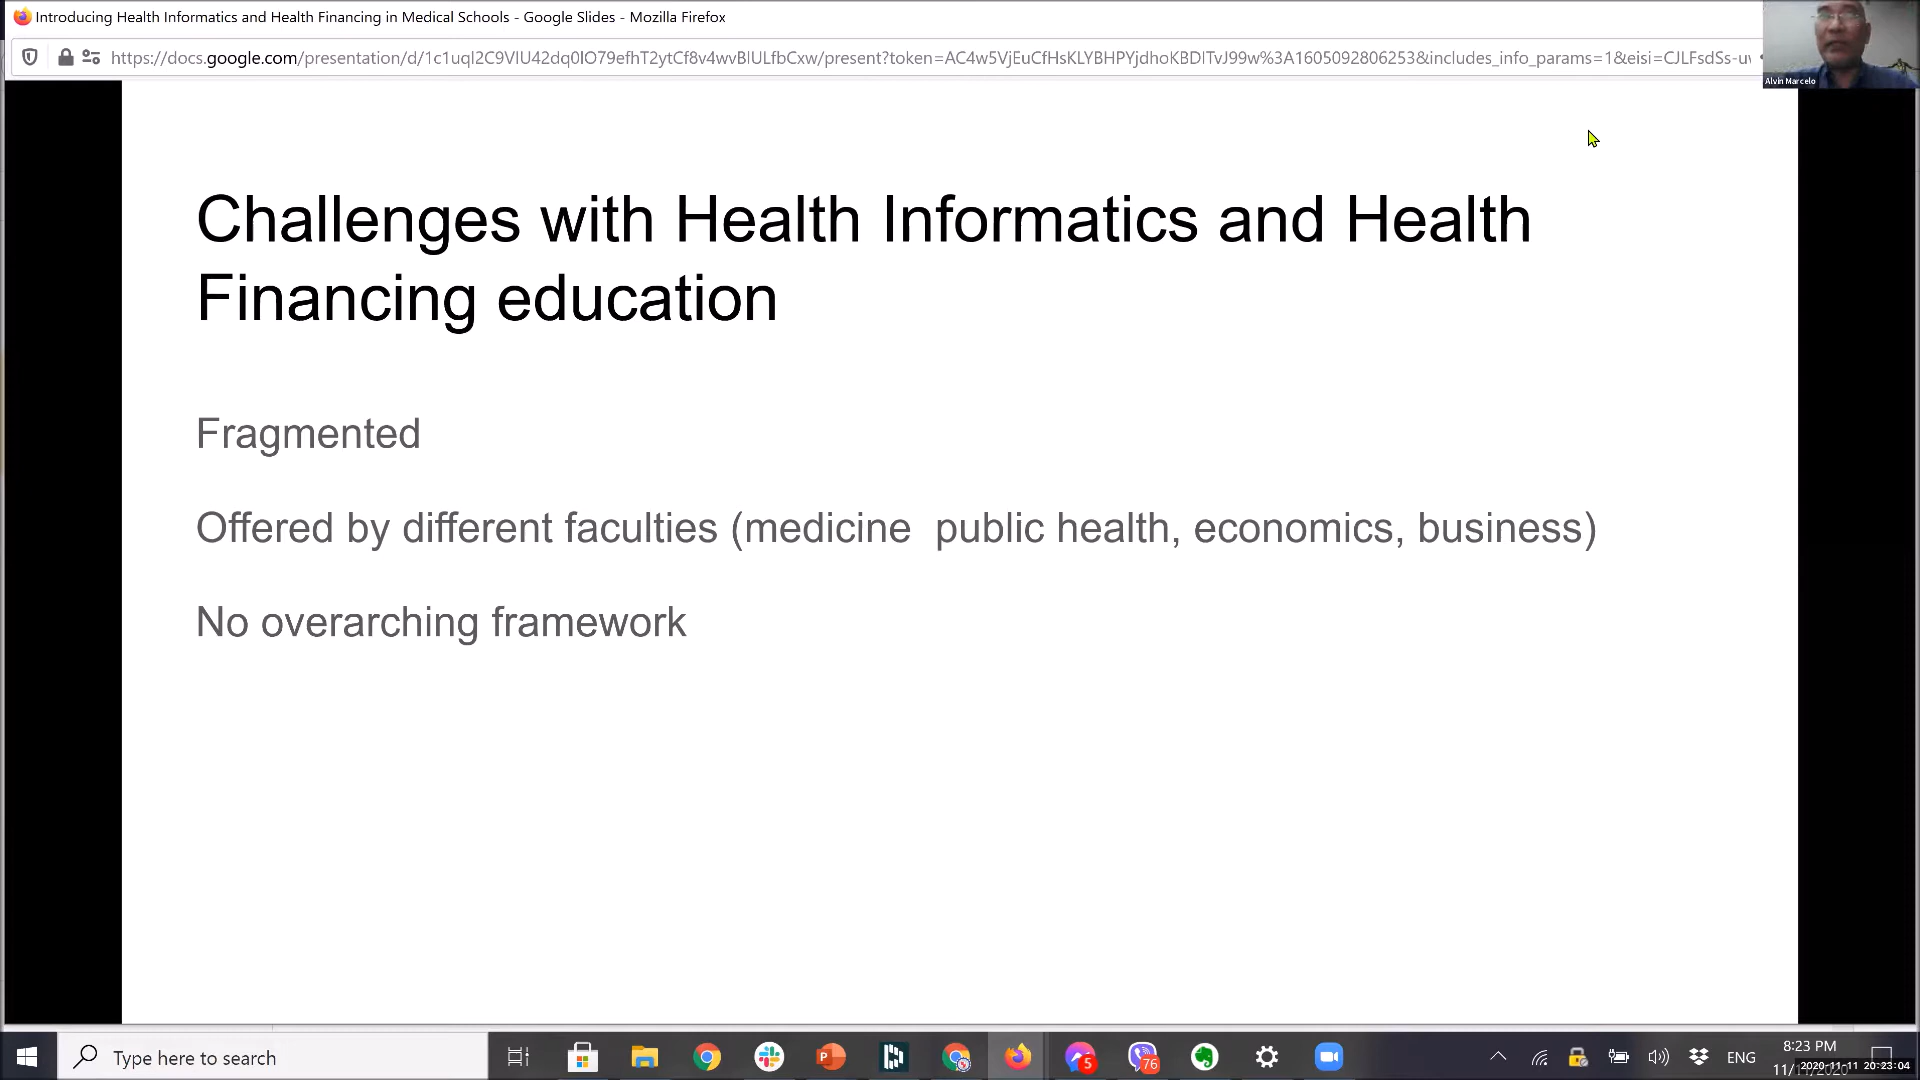 Introducing Health Informatics and Health Financing in Medical Schools - Google Slides - Mozilla Firefox
https://docs.google.com/presentation/d/1c1uql2C9VIU42dq0lO79efhT2ytCf8v4wvBlULfbCxw/present?token=AC4w5VjEuCfHsKLYBHPYjdhoKBDlTvJ99w%3A1605092806253&includes_info_params=1&eisi=CJLFsdSs-uv
Alvin Marcelo
Challenges with Health Informatics and Health
Financing education
Fragmented
Offered by different faculties (medicine  public health, economics, business)
No overarching framework
Type here to search
5
76
ENG
8:23 PM
2020-11-11 20:23:04